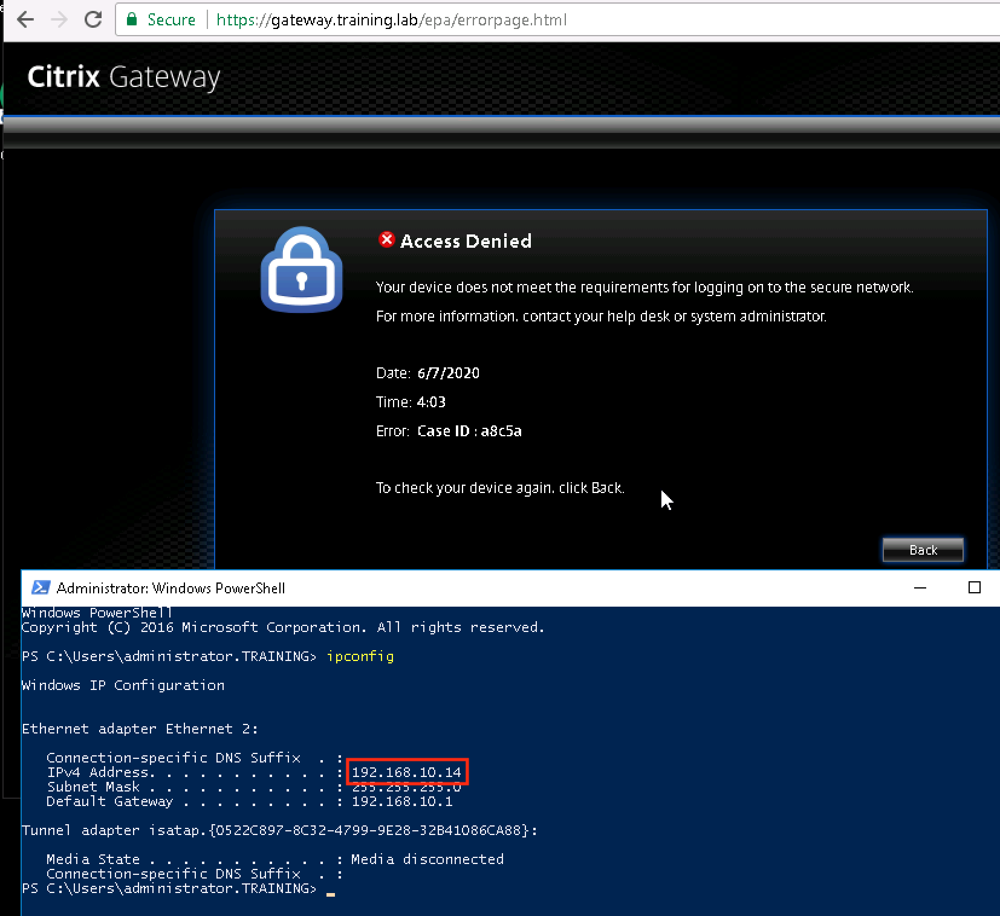 Secure | https://gateway.training.lab/epa/errorpage.html
Citrix Gateway
Access Denied
Your device does not meet the requirements for logging on to the secure network.
For more information, contact your help desk or system administrator.
Date: 6/7/2020
Time: 4:03
Error: Case ID : a8c5a
To check your device again, click Back.
Back
Administrator: Windows PowerShell
Windows PowerShell
Copyright (C) 2016 Microsoft Corporation. All rights reserved.
PS C:\Users\administrator.TRAINING> ipconfig
Windows IP Configuration
Ethernet adapter Ethernet 2:
Connection-specific DNS Suffix . :
IPv4 Address. . . . . . . . . . . : 192.168.10.14
Subnet Mask . . . . . . . . . . . : 255.255.255.0
Default Gateway . . . . . . . . . : 192.168.10.1
Tunnel adapter isatap.{0522C897-8C32-4799-9E28-32B41086CA88}:
Media State . . . . . . . . . . . : Media disconnected
Connection-specific DNS Suffix . :
PS C:\Users\administrator.TRAINING>